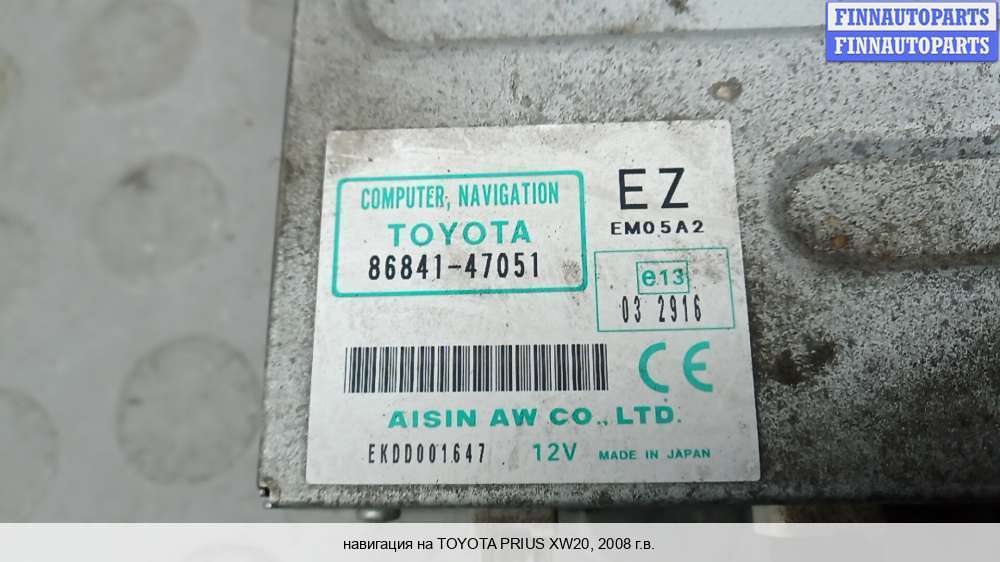 FINNAUTOPARTS
FINNAUTOPARTS
COMPUTER, NAVIGATION
TOYOTA
86841-47051
EZ
EM05A2
e13
03 2916
CE
AISIN AW CO., LTD.
EKDD001647 12V MADE IN JAPAN
навигация на TOYOTA PRIUS XW20, 2008 г.в.